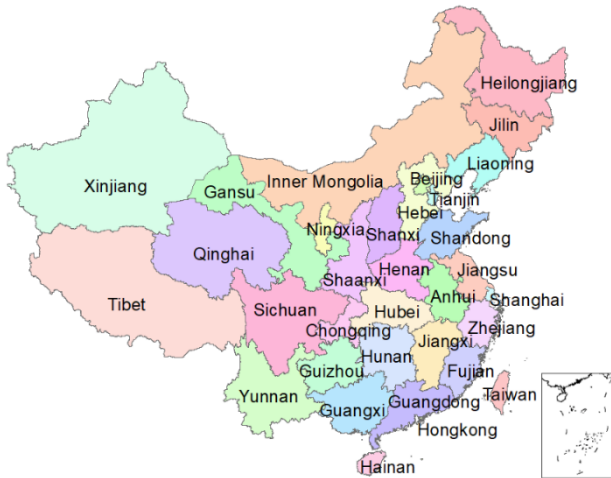 Heilongjiang
Jilin
Liaoning
Beijing
Tianjin
Inner Mongolia
Hebei
Xinjiang
Gansu
Ningxia
Shanxi
Shandong
Qinghai
Shaanxi
Henan
Jiangsu
Tibet
Sichuan
Hubei
Anhui
Shanghai
Chongqing
Zhejiang
Hunan
Jiangxi
Guizhou
Fujian
Yunnan
Guangxi
Guangdong
Taiwan
Hongkong
Hainan